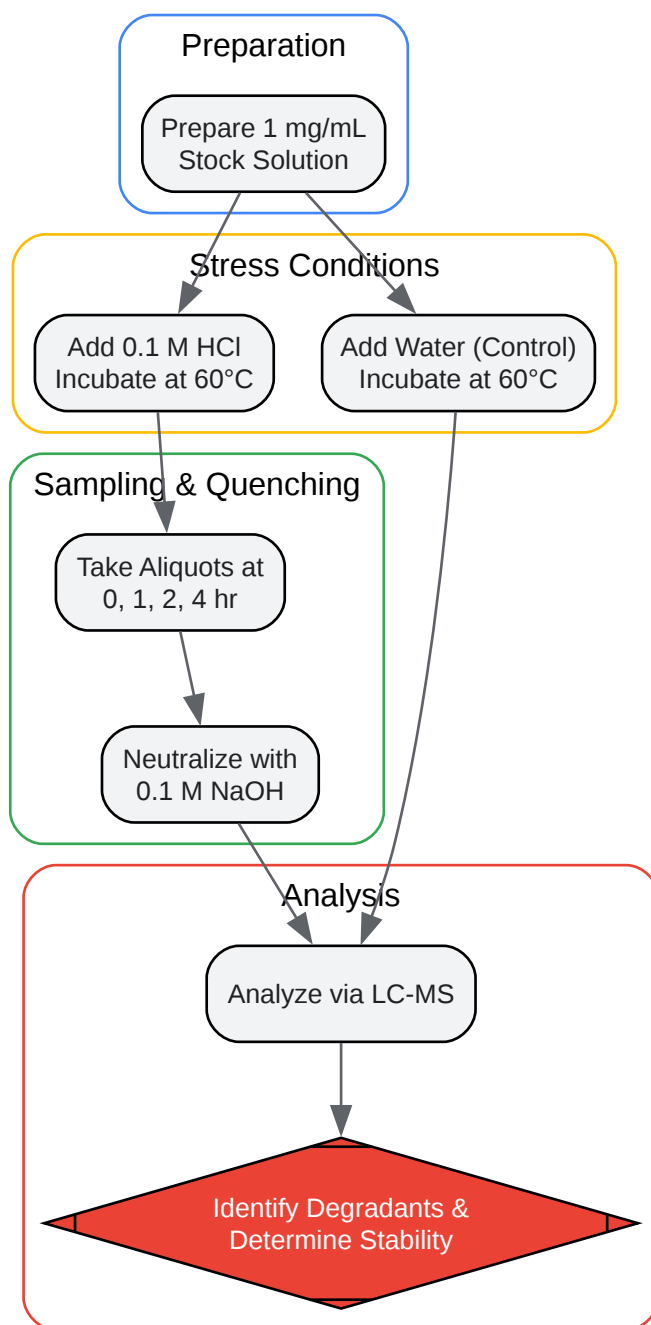 Preparation
Prepare 1 mg/mL
Stock Solution
Stress Conditions
Add 0.1 M HCl
Incubate at 60°C
Add Water (Control)
Incubate at 60°C
Sampling & Quenching
Take Aliquots at
0, 1, 2, 4 hr
Neutralize with
0.1 M NaOH
Analysis
Analyze via LC-MS
Identify Degradants &
Determine Stability